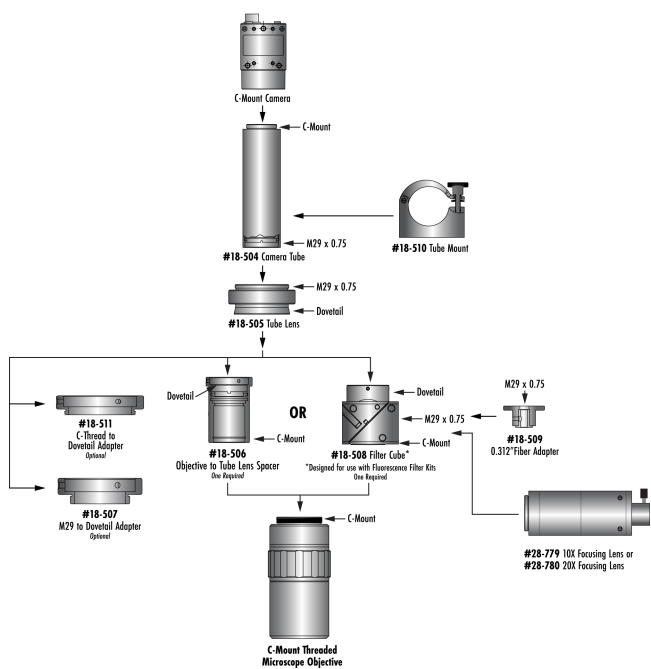 C-Mount Camera
C-Mount
M29 x 0.75
#18-504 Camera Tube
#18-510 Tube Mount
M29 x 0.75
Dovetail
#18-505 Tube Lens
#18-511
C-Thread to
Dovetail Adapter
Optional
#18-507
M29 to Dovetail Adapter
Optional
Dovetail
C-Mount
#18-506
Objective to Tube Lens Spacer
One Required
OR
Dovetail
M29 x 0.75
C-Mount
#18-508 Filter Cube*
*Designed for use with Fluorescence Filter Kits
One Required
M29 x 0.75
#18-509
0.312"Fiber Adapter
#28-779 10X Focusing Lens or
#28-780 20X Focusing Lens
C-Mount
C-Mount Threaded
Microscope Objective